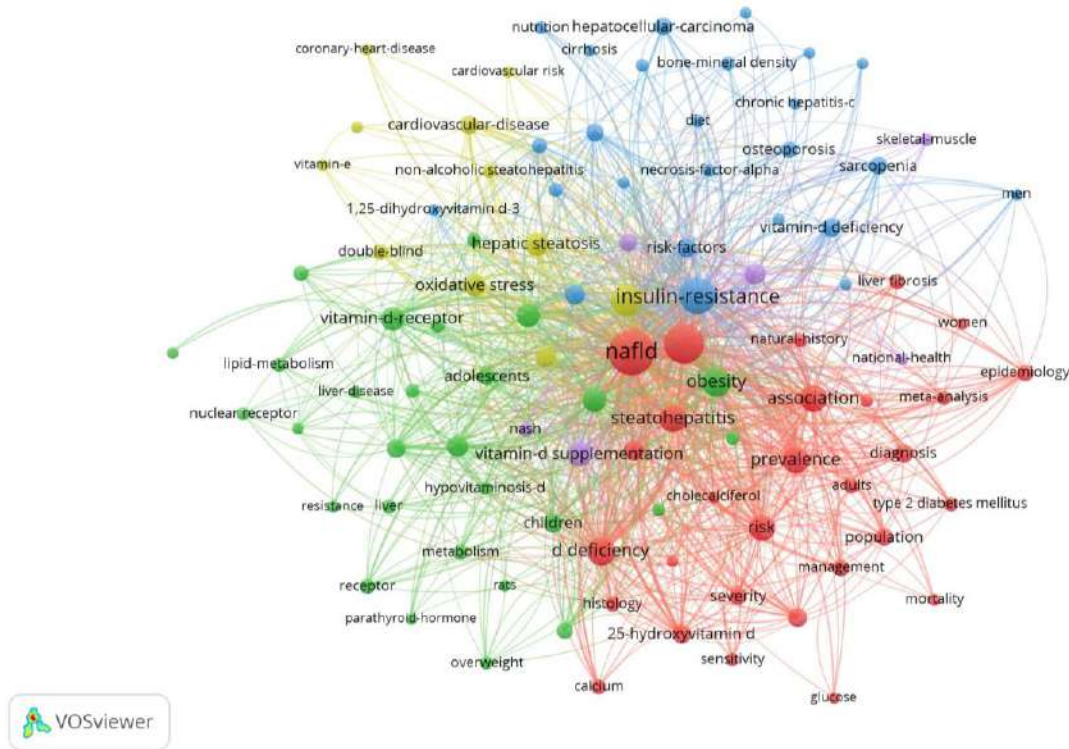 nutrition hepatocellular-carcinoma
coronary-heart-disease
cirrhosis
bone-mineral density
cardiovascular risk
chronic hepatitis-c
cardiovascular-disease
diet
skeletal-muscle
osteoporosis
vitamin-e
non-alcoholic steatohepatitis
necrosis-factor-alpha
sarcopenia
men
1,25-dihydroxyvitamin d-3
vitamin-d deficiency
double-blind
hepatic steatosis
risk-factors
oxidative stress
insulin-resistance
liver fibrosis
vitamin-d-receptor
women
natural-history
nafld
national-health
lipid-metabolism
epidemiology
adolescents
obesity
liver-disease
association
meta-analysis
nuclear receptor
steatohepatitis
nash
vitamin-d supplementation
prevalence
diagnosis
hypovitaminosis-d
cholecalciferol
adults
resistance
liver
type 2 diabetes mellitus
children
risk
population
metabolism
d deficiency
management
receptor
rats
severity
mortality
histology
parathyroid-hormone
25-hydroxyvitamin d
overweight
sensitivity
calcium
glucose
VOSviewer